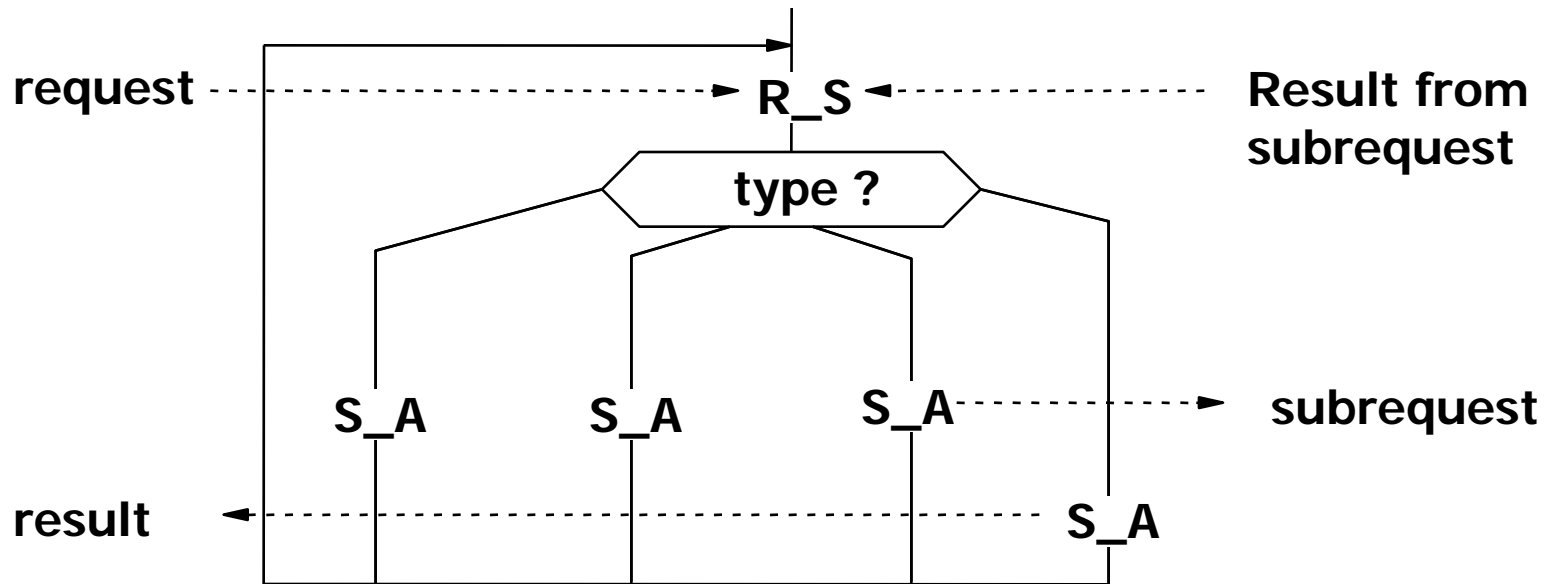 request
R_S
Result from
subrequest
type ?
S_A
S_A
S_A
subrequest
result
S_A